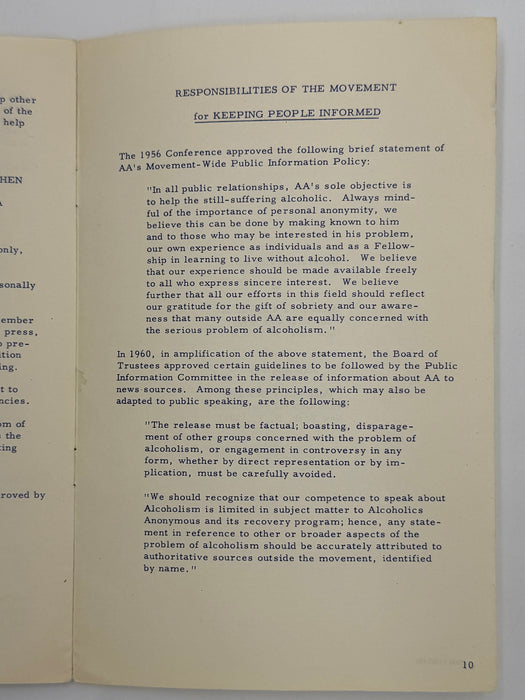 p other
of the
help
HEN
A
only,
sonally
ember
press,
pre-
ition
ing.
t to
ncies.
om of
the
ting
roved by
RESPONSIBILITIES OF THE MOVEMENT
for KEEPING PEOPLE INFORMED
The 1956 Conference approved the following brief statement of
AA's Movement-Wide Public Information Policy:
"In all public relationships, AA's sole objective is
to help the still-suffering alcoholic. Always mind-
ful of the importance of personal anonymity, we
believe this can be done by making known to him
and to those who may be interested in his problem,
our own experience as individuals and as a Fellow-
ship in learning to live without alcohol. We believe
that our experience should be made available freely
to all who express sincere interest. We believe
further that all our efforts in this field should reflect
our gratitude for the gift of sobriety and our aware-
ness that many outside AA are equally concerned with
the serious problem of alcoholism."
In 1960, in amplification of the above statement, the Board of
Trustees approved certain guidelines to be followed by the Public
Information Committee in the release of information about AA to
news sources. Among these principles, which may also be
adapted to public speaking, are the following:
"The release must be factual; boasting, disparage-
ment of other groups concerned with the problem of
alcoholism, or engagement in controversy in any
form, whether by direct representation or by im-
plication, must be carefully avoided.
"We should recognize that our competence to speak about
Alcoholism is limited in subject matter to Alcoholics
Anonymous and its recovery program; hence, any state-
ment in reference to other or broader aspects of the
problem of alcoholism should be accurately attributed to
authoritative sources outside the movement, identified
by name."
10